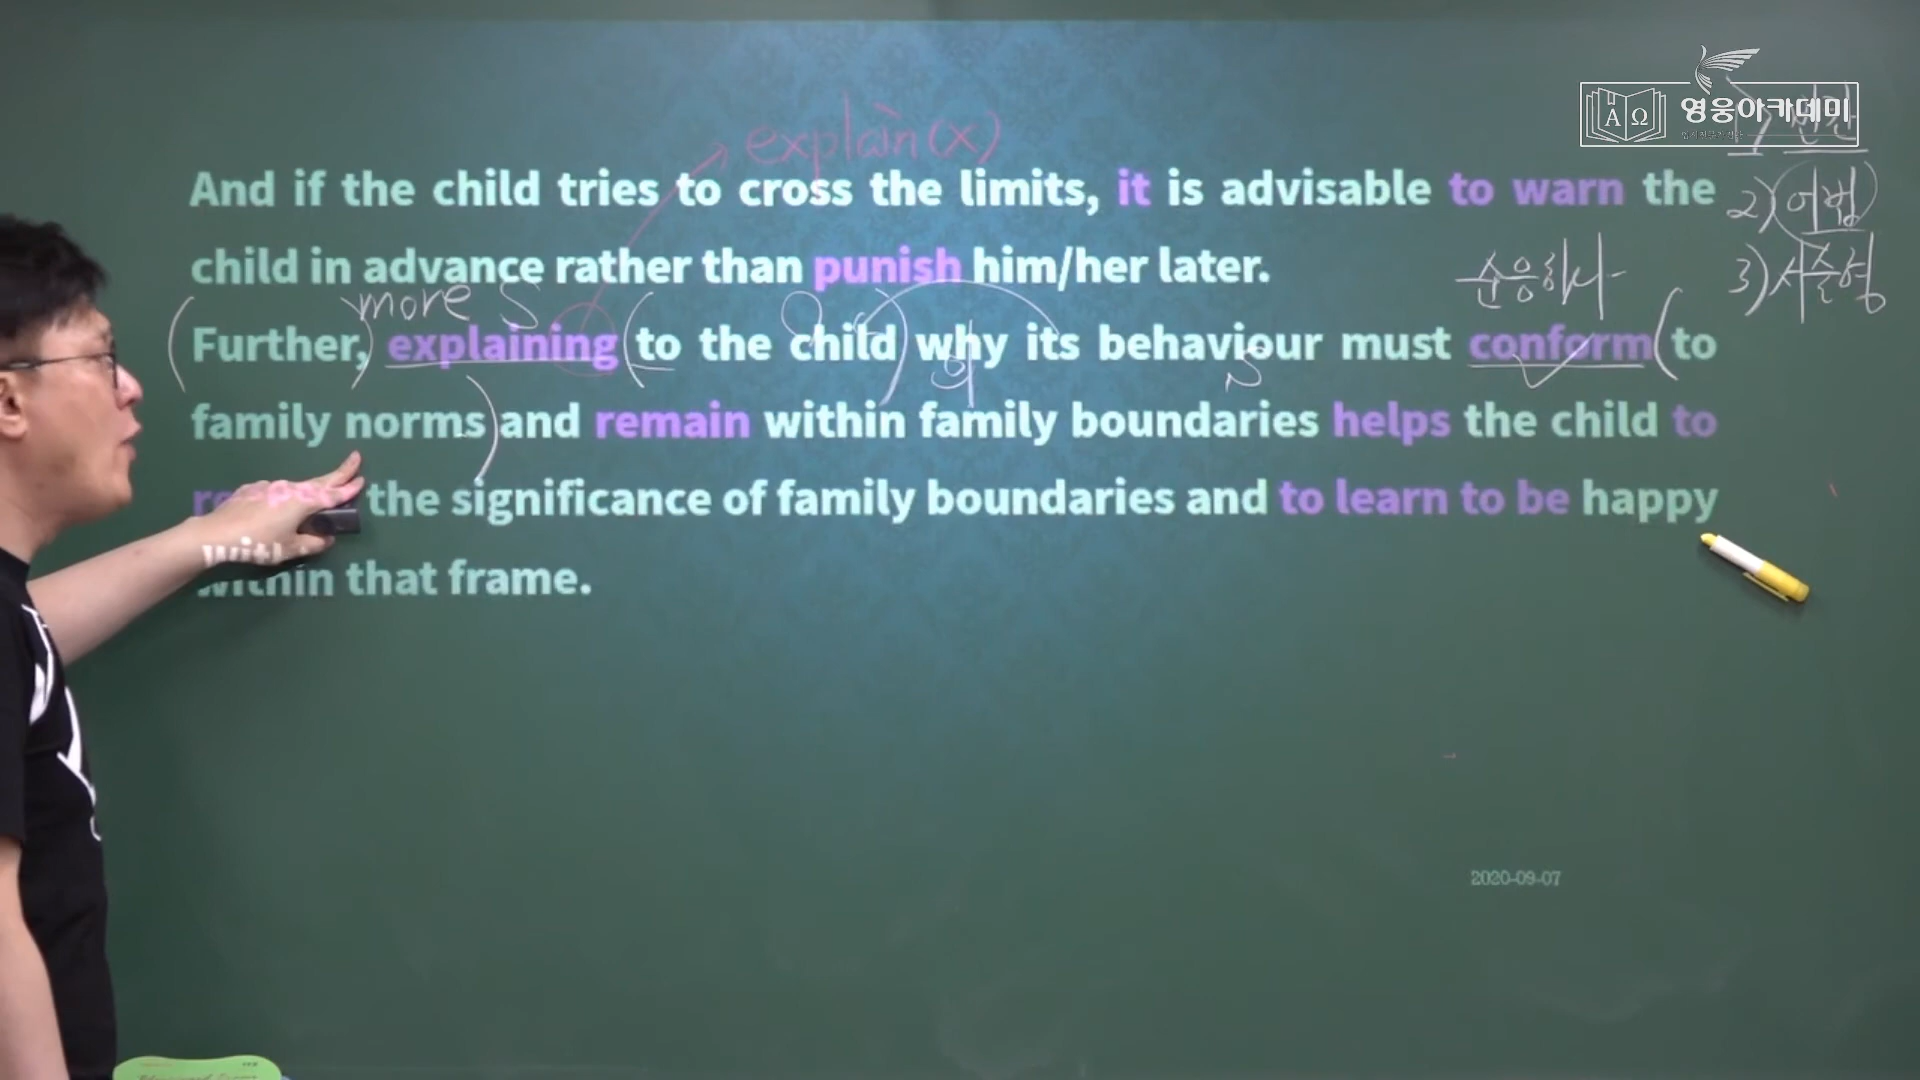 영웅아카데미
explain(x)
And if the child tries to cross the limits, it is advisable to warn the
2) 어법
child in advance rather than punish him/her later.
순응하다
3) 서술형
more S
Further, explaining to the child why its behaviour must conform to
의 S
family norms and remain within family boundaries helps the child to
the significance of family boundaries and to learn to be happy
within that frame.
2020-09-07